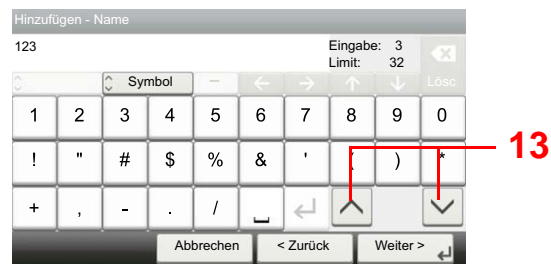 Hinzufügen - Name
123
Eingabe: 3
Limit: 32
Symbol
Lösc
1 2 3 4 5 6 7 8 9 0
! " # $ % & ' ( ) *
+ , - . /
Abbrechen < Zurück Weiter >
13